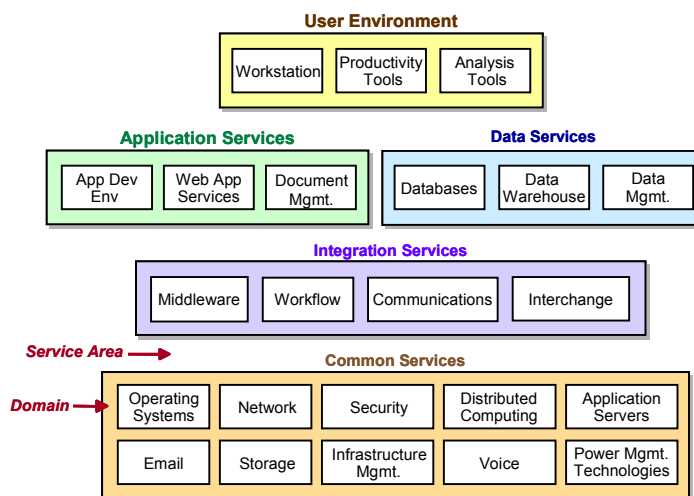 User Environment
Workstation
Productivity
Tools
Analysis
Tools
Application Services
App Dev
Env
Web App
Services
Document
Mgmt.
Data Services
Databases
Data
Warehouse
Data
Mgmt.
Integration Services
Middleware
Workflow
Communications
Interchange
Service Area
Common Services
Domain
Operating
Systems
Network
Security
Distributed
Computing
Application
Servers
Email
Storage
Infrastructure
Mgmt.
Voice
Power Mgmt.
Technologies